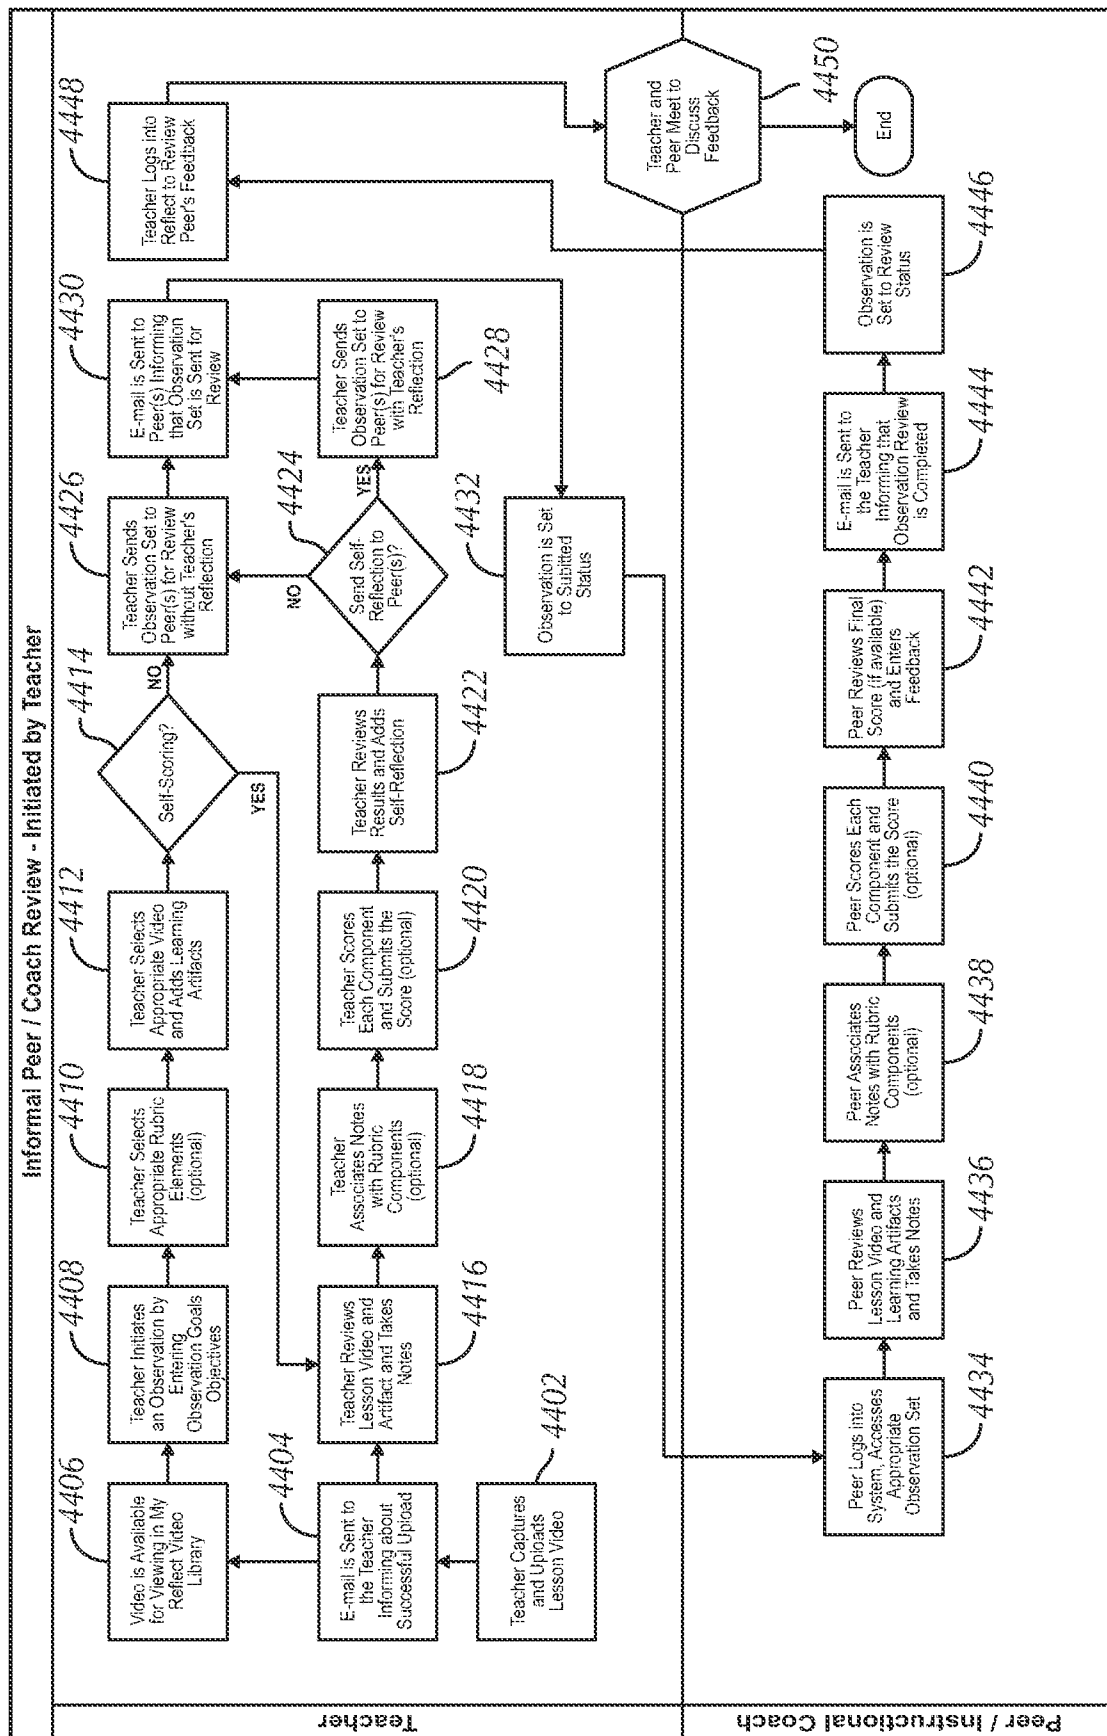 Informal Peer / Coach Review - Initiated by Teacher
Teacher
4406
Video is Available
for Viewing in My
Reflect Video
Library
4408
Teacher Initiates
an Observation by
Entering
Observation Goals
Objectives
4410
Teacher Selects
Appropriate Rubric
Elements
(optional)
4412
Teacher Selects
Appropriate Video
and Adds Learning
Artifacts
4414
Self-Scoring?
NO
YES
4426
Teacher Sends
Observation Set to
Peer(s) for Review
without Teacher's
Reflection
4430
E-mail is Sent to
Peer(s) Informing
that Observation
Set is Sent for
Review
4448
Teacher Logs into
Reflect to Review
Peer's Feedback
4404
E-mail is Sent to
the Teacher
Informing about
Successful Upload
Teacher Reviews
Lesson Video and
Artifact and Takes
Notes
4416
Teacher
Associates Notes
with Rubric
Components
(optional)
4418
Teacher Scores
Each Component
and Submits the
Score (optional)
4420
Teacher Reviews
Results and Adds
Self-Reflection
4422
4424
Send Self-
Reflection to
Peer(s)?
NO
YES
Teacher Sends
Observation Set to
Peer(s) for Review
with Teacher's
Reflection
4428
Teacher Captures
and Uploads
Lesson Video
4402
4432
Observation is Set
to Submitted
Status
Teacher and
Peer Meet to
Discuss
Feedback
4450
End
Peer / Instructional Coach
Peer Logs into
System, Accesses
Appropriate
Observation Set
4434
Peer Reviews
Lesson Video and
Learning Artifacts
and Takes Notes
4436
Peer Associates
Notes with Rubric
Components
(optional)
4438
Peer Scores Each
Component and
Submits the Score
(optional)
4440
Peer Reviews Final
Score (if available)
and Enters
Feedback
4442
E-mail is Sent to
the Teacher
Informing that
Observation Review
is Completed
4444
Observation is
Set to Review
Status
4446